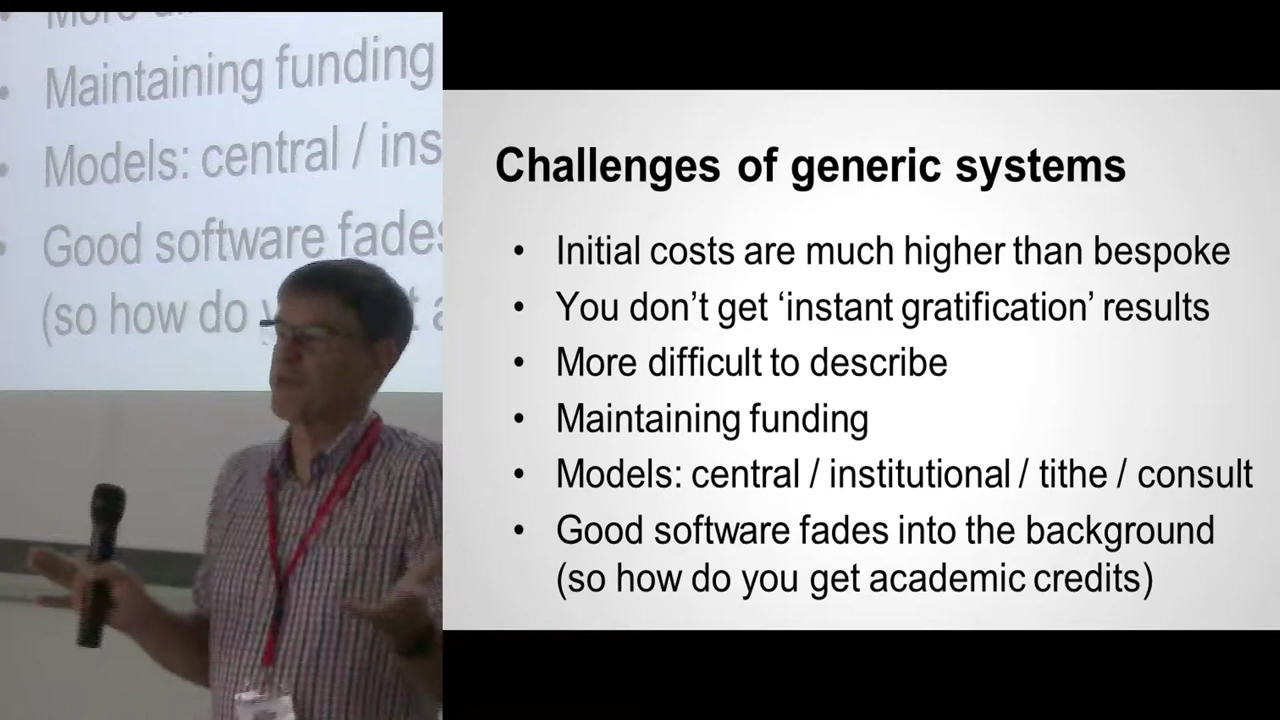 Maintaining funding
Models: central / ins
Good software fades
(so how do
Challenges of generic systems
• Initial costs are much higher than bespoke
• You don’t get ‘instant gratification’ results
• More difficult to describe
• Maintaining funding
• Models: central / institutional / tithe / consult
• Good software fades into the background
(so how do you get academic credits)